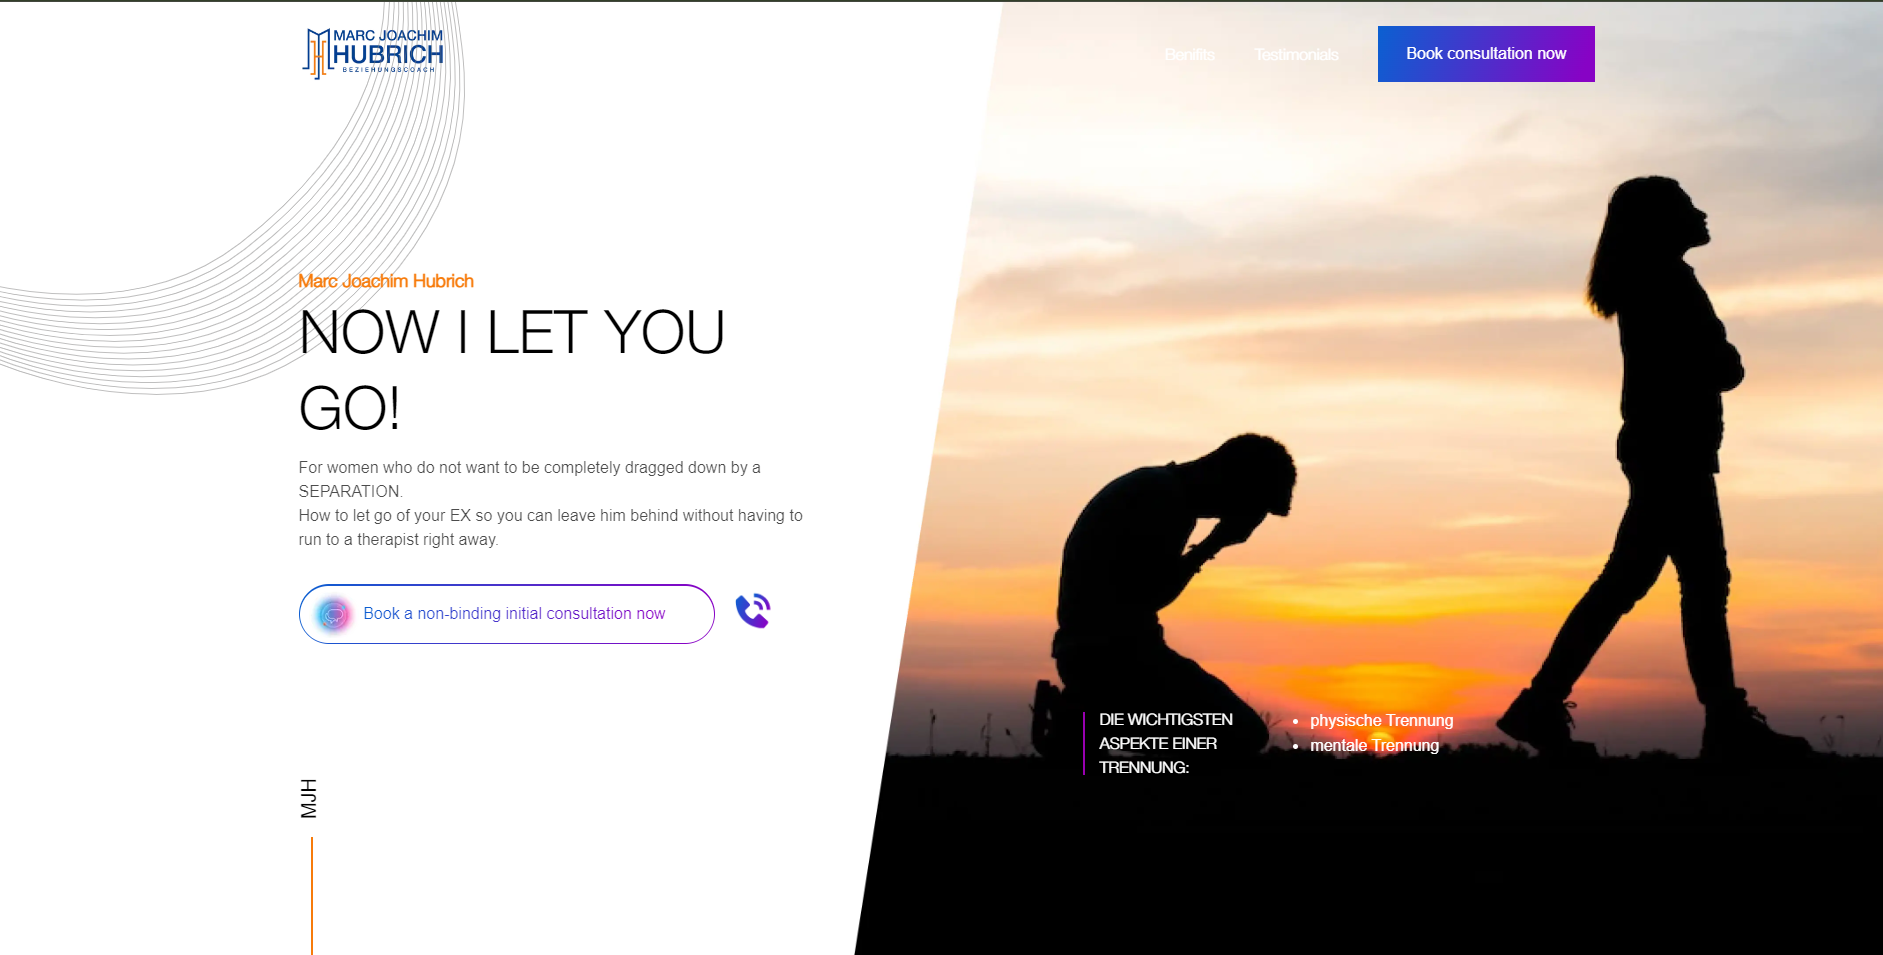 MARC JOACHIM
HUBRICH
BEZIEHUNGSCOACH
Benifits
Testimonials
Book consultation now
Marc Joachim Hubrich
NOW I LET YOU
GO!
For women who do not want to be completely dragged down by a
SEPARATION.
How to let go of your EX so you can leave him behind without having to
run to a therapist right away.
Book a non-binding initial consultation now
DIE WICHTIGSTEN
ASPEKTE EINER
TRENNUNG:
• physische Trennung
• mentale Trennung
MJH